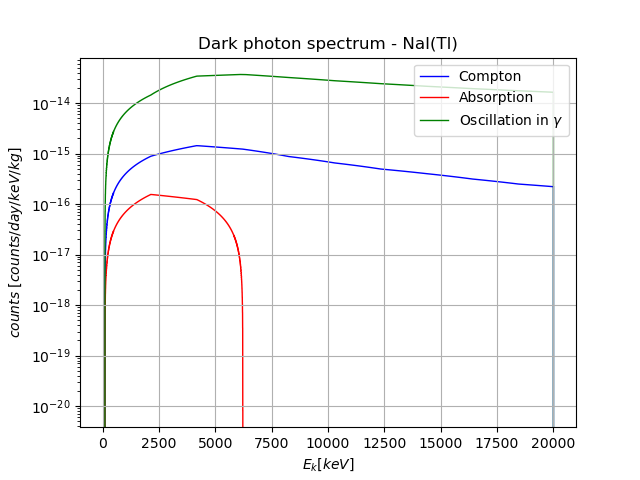 Dark photon spectrum - NaI(Tl)
Compton
Absorption
Oscillation in γ
counts [counts/day/keV/kg]
10⁻¹⁴
10⁻¹⁵
10⁻¹⁶
10⁻¹⁷
10⁻¹⁸
10⁻¹⁹
10⁻²⁰
0 2500 5000 7500 10000 12500 15000 17500 20000
Eₖ[keV]